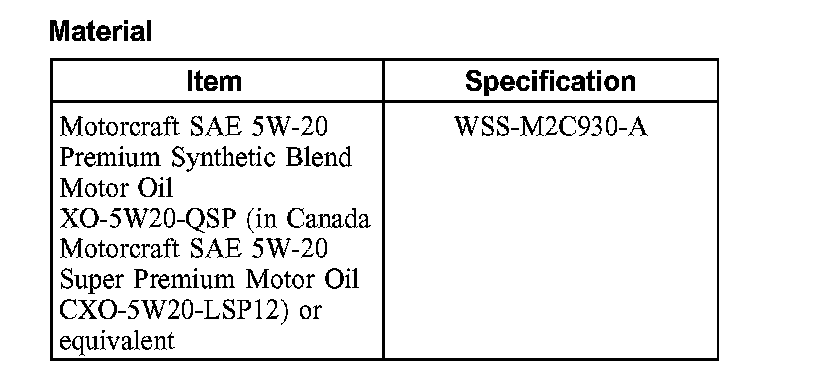 Material
Item Specification
Motorcraft SAE 5W-20 WSS-M2C930-A
Premium Synthetic Blend
Motor Oil
XO-5W20-QSP (in Canada
Motorcraft SAE 5W-20
Super Premium Motor Oil
CXO-5W20-LSP12) or
equivalent